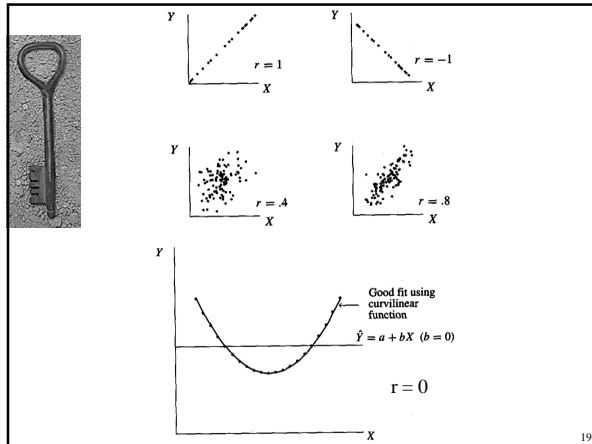 Y
Y
r = 1
r = −1
X
X
Y
Y
r = .4
r = .8
X
X
Y
Good fit using
curvilinear
function
Ŷ = a + bX (b = 0)
r = 0
X
19